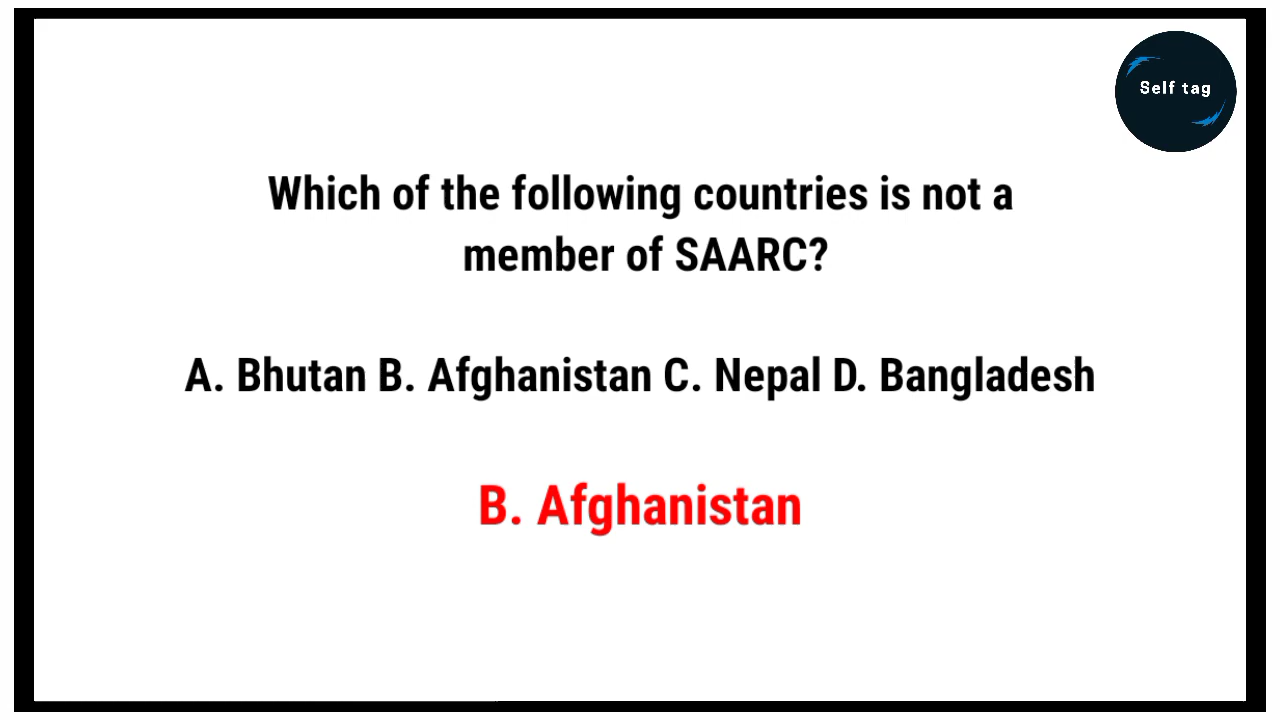 Self tag
Which of the following countries is not a
member of SAARC?
A. Bhutan B. Afghanistan C. Nepal D. Bangladesh
B. Afghanistan